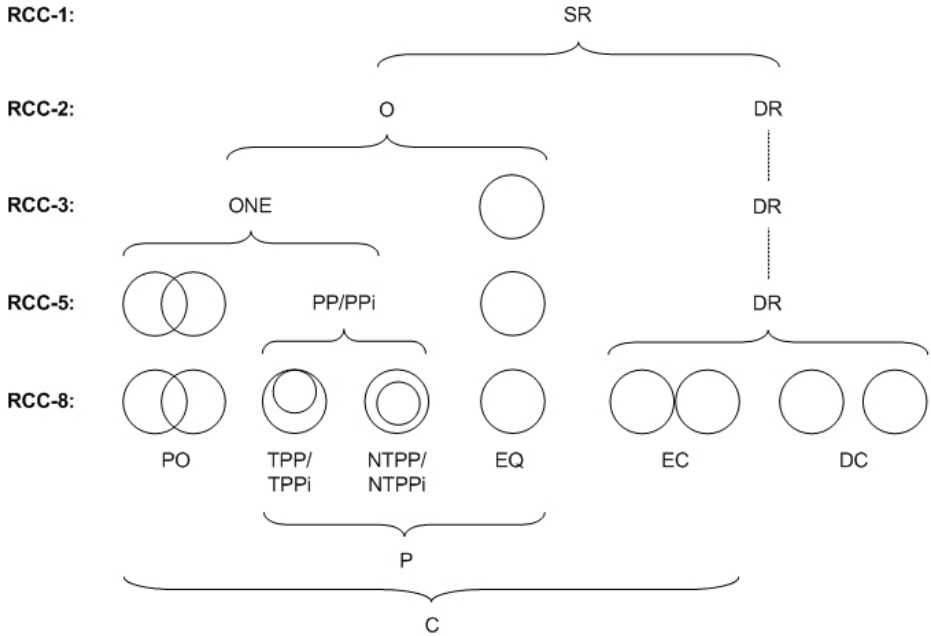 RCC-1: SR
RCC-2: O DR
RCC-3: ONE DR
RCC-5: PP/PPi DR
RCC-8:
PO TPP/ NTPP/ EQ EC DC
TPPi NTPPi
P
C